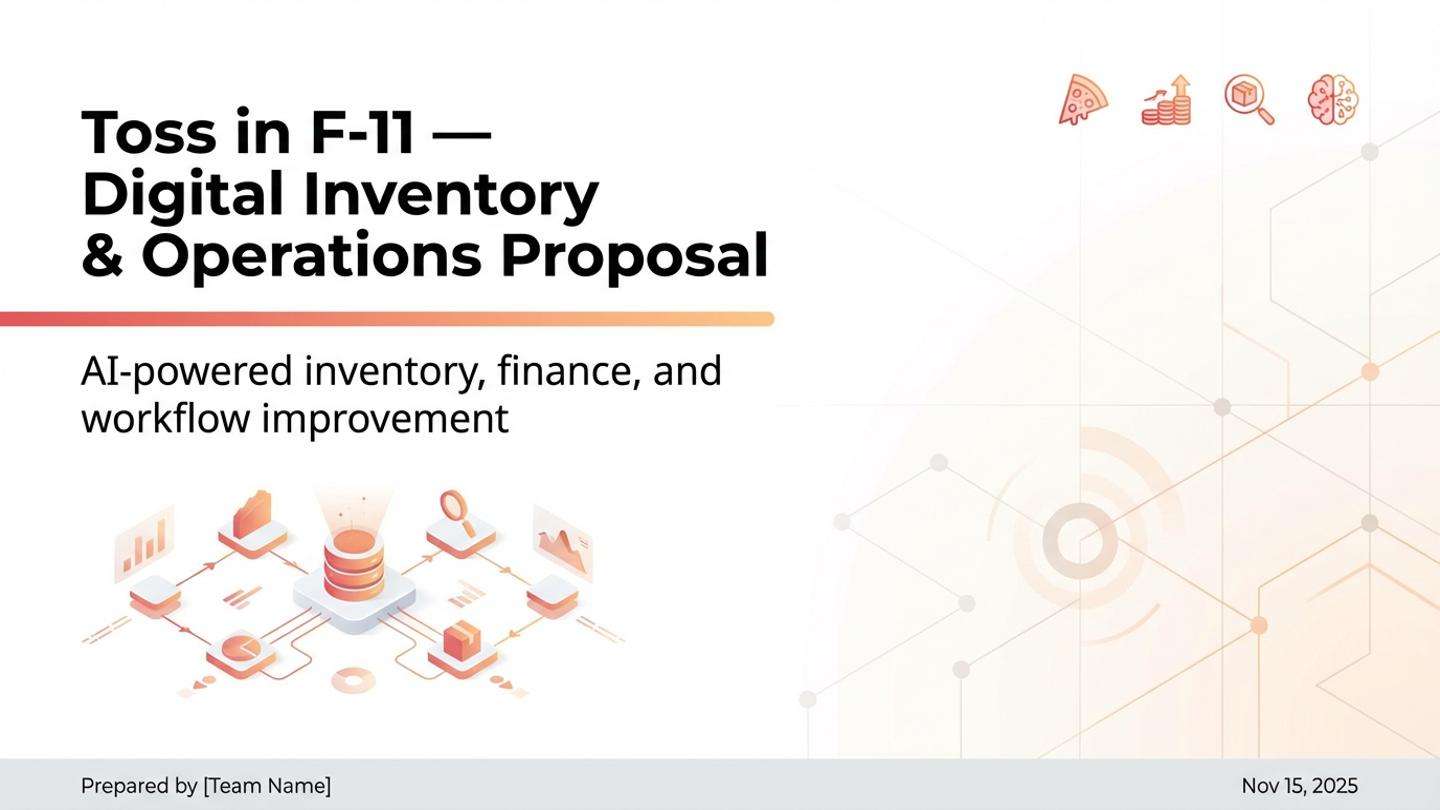 Toss in F-11 —
Digital Inventory
& Operations Proposal
AI-powered inventory, finance, and
workflow improvement
Prepared by [Team Name]
Nov 15, 2025